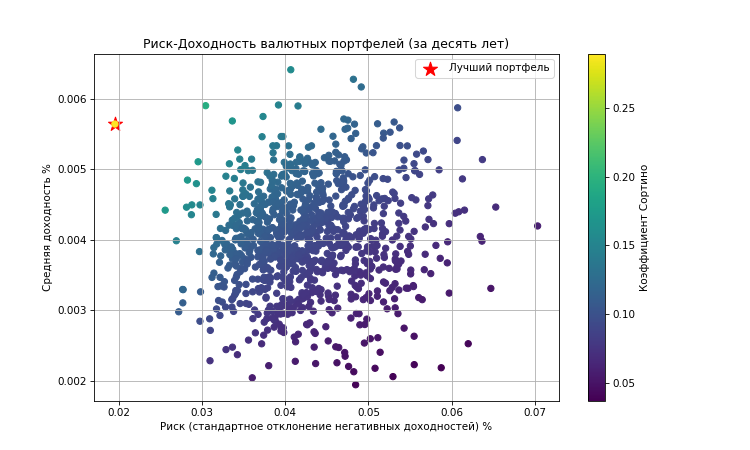 Риск-Доходность валютных портфелей (за десять лет)
Лучший портфель
Средняя доходность %
0.006
0.005
0.004
0.003
0.002
0.02 0.03 0.04 0.05 0.06 0.07
Риск (стандартное отклонение негативных доходностей) %
0.25
0.20
0.15
0.10
0.05
Коэффициент Сортино